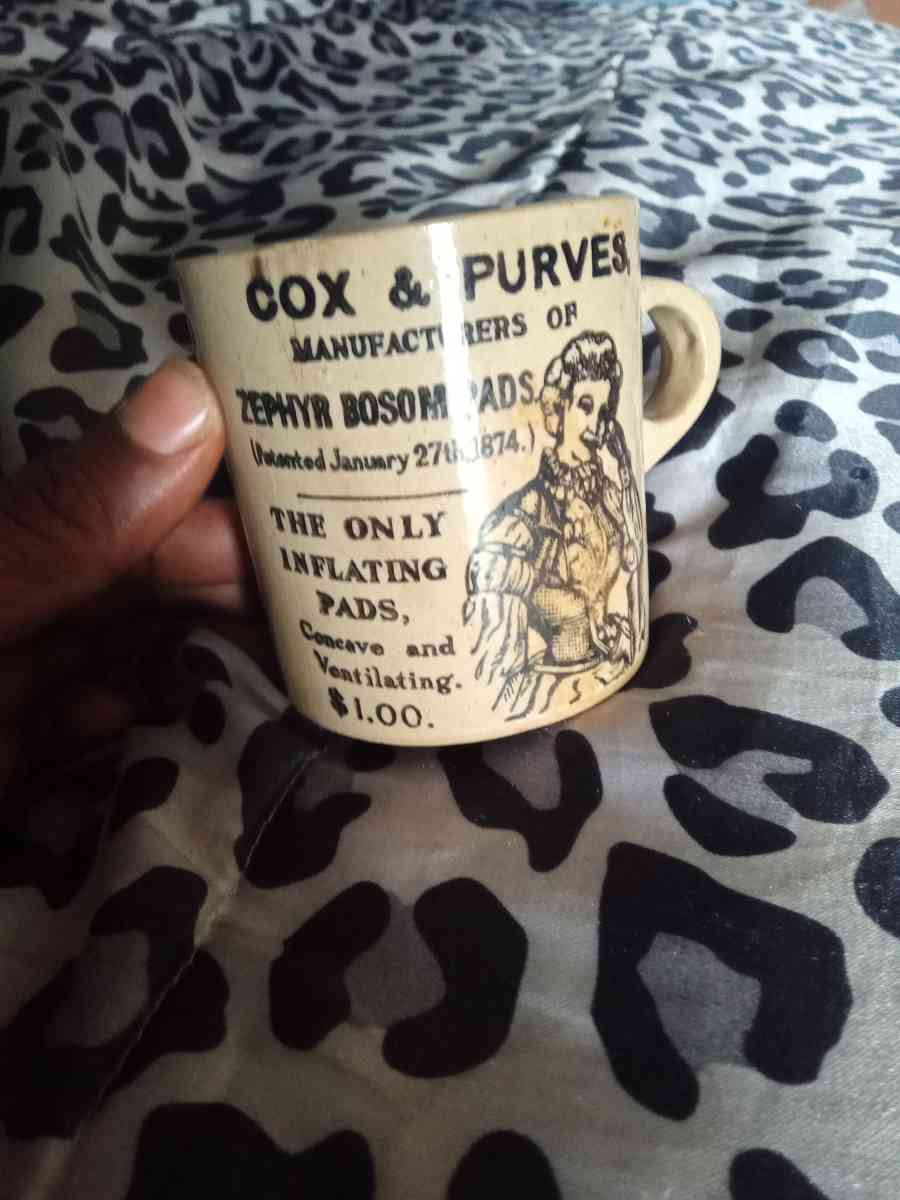 COX & PURVES,
MANUFACTURERS OF
ZEPHYR BOSOM PADS.
(Patented January 27th, 1874.)
THE ONLY
INFLATING
PADS,
Concave and
Ventilating.
$1.00.